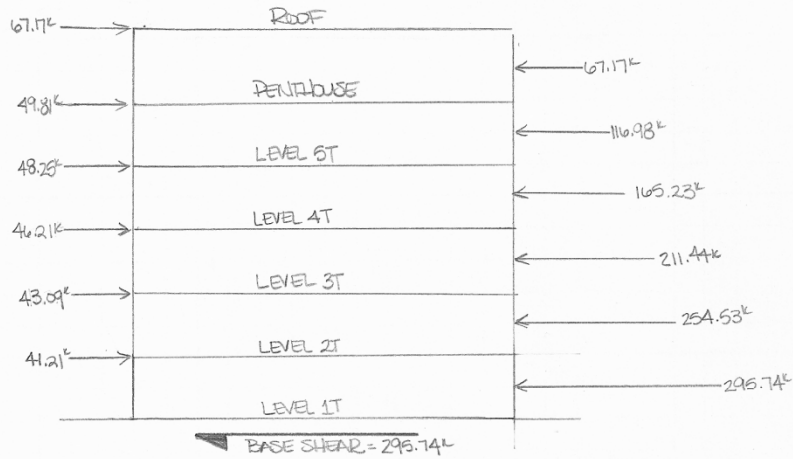 ROOF
67.17k
67.17k
PENTHOUSE
49.81k
116.98k
LEVEL 5T
48.25k
165.23k
LEVEL 4T
46.21k
211.44k
LEVEL 3T
43.09k
254.53k
LEVEL 2T
41.21k
295.74k
LEVEL 1T
BASE SHEAR = 295.74k